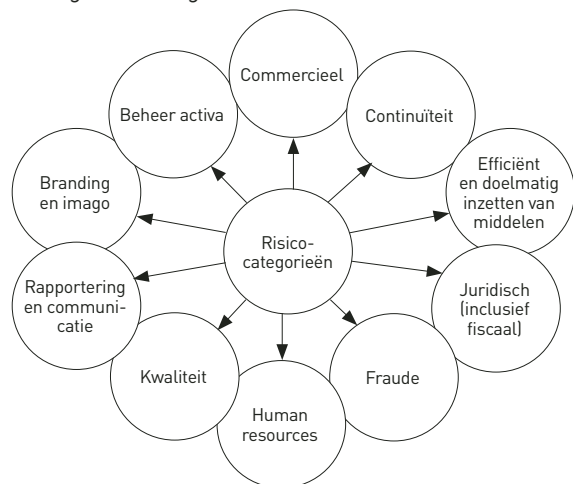 Commercieel
Continuïteit
Efficiënt
en doelmatig
inzetten van
middelen
Juridisch
(inclusief
fiscaal)
Fraude
Human
resources
Kwaliteit
Rapportering
en communi-
catie
Branding
en imago
Beheer activa
Risico-
categorieën